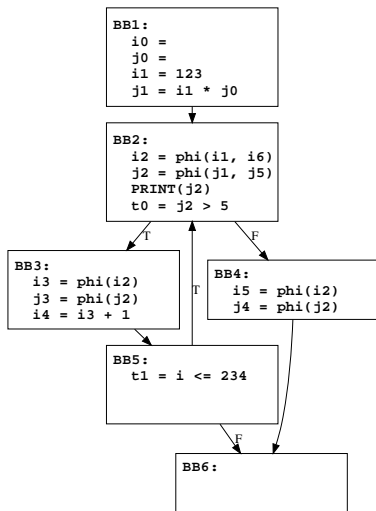 BB1:
i0 =
j0 =
i1 = 123
j1 = i1 * j0
BB2:
i2 = phi(i1, i6)
j2 = phi(j1, j5)
PRINT(j2)
t0 = j2 > 5
T
F
BB3:
i3 = phi(i2)
j3 = phi(j2)
i4 = i3 + 1
T
BB4:
i5 = phi(i2)
j4 = phi(j2)
BB5:
t1 = i <= 234
F
BB6: